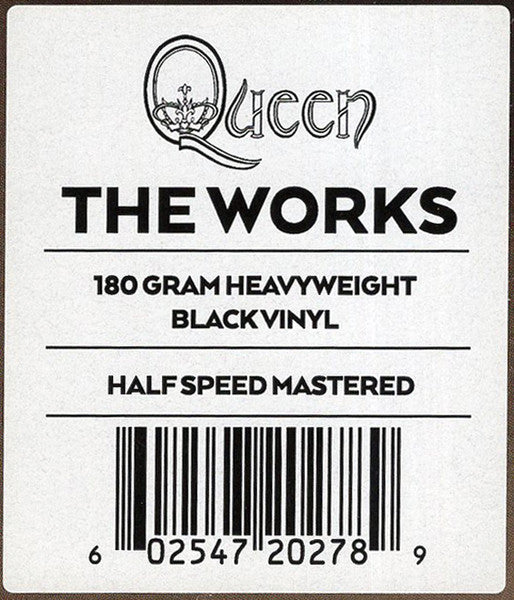 Queen
THE WORKS
180 GRAM HEAVYWEIGHT
BLACK VINYL
HALF SPEED MASTERED
6 02547 20278 9